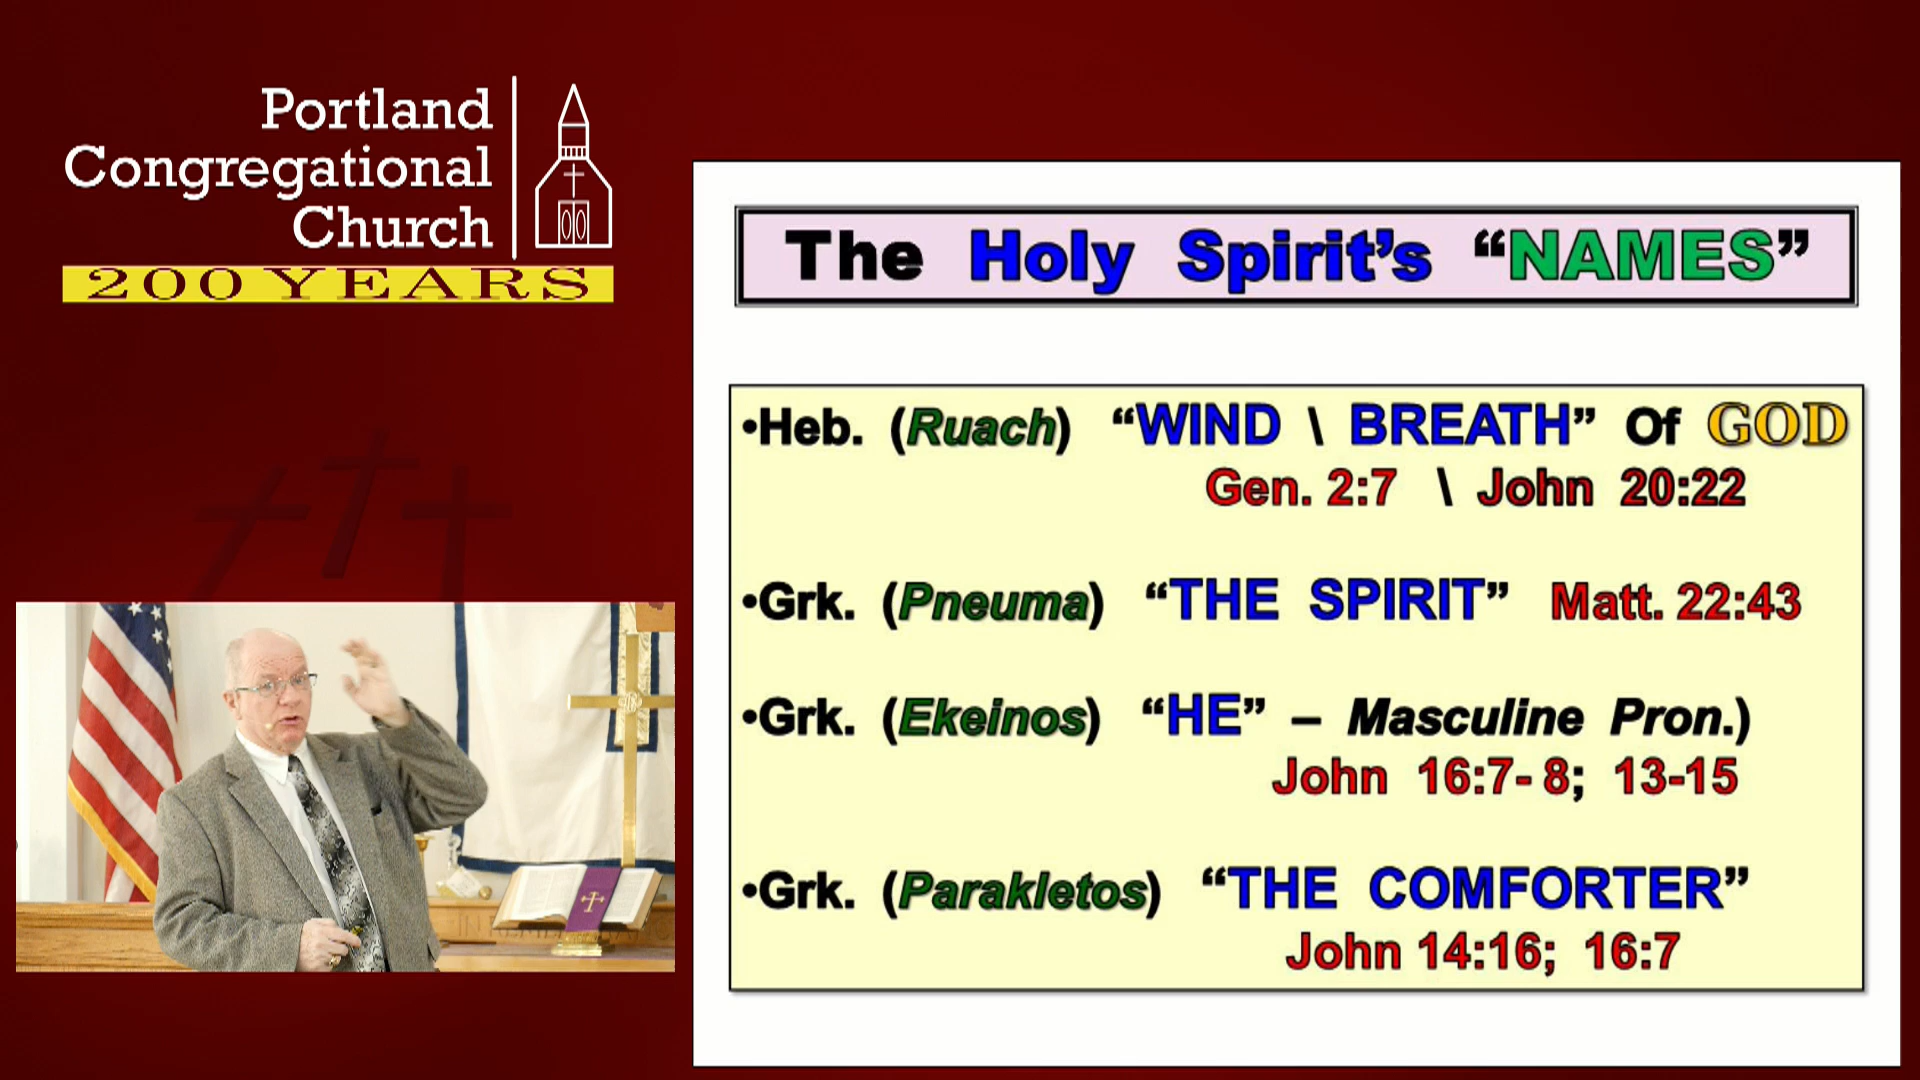 Portland
Congregational
Church
200 YEARS
The Holy Spirit’s “NAMES”
•Heb. (Ruach) “WIND \ BREATH” Of GOD
Gen. 2:7 \ John 20:22
•Grk. (Pneuma) “THE SPIRIT” Matt. 22:43
•Grk. (Ekeinos) “HE” – Masculine Pron.)
John 16:7- 8; 13-15
•Grk. (Parakletos) “THE COMFORTER”
John 14:16; 16:7